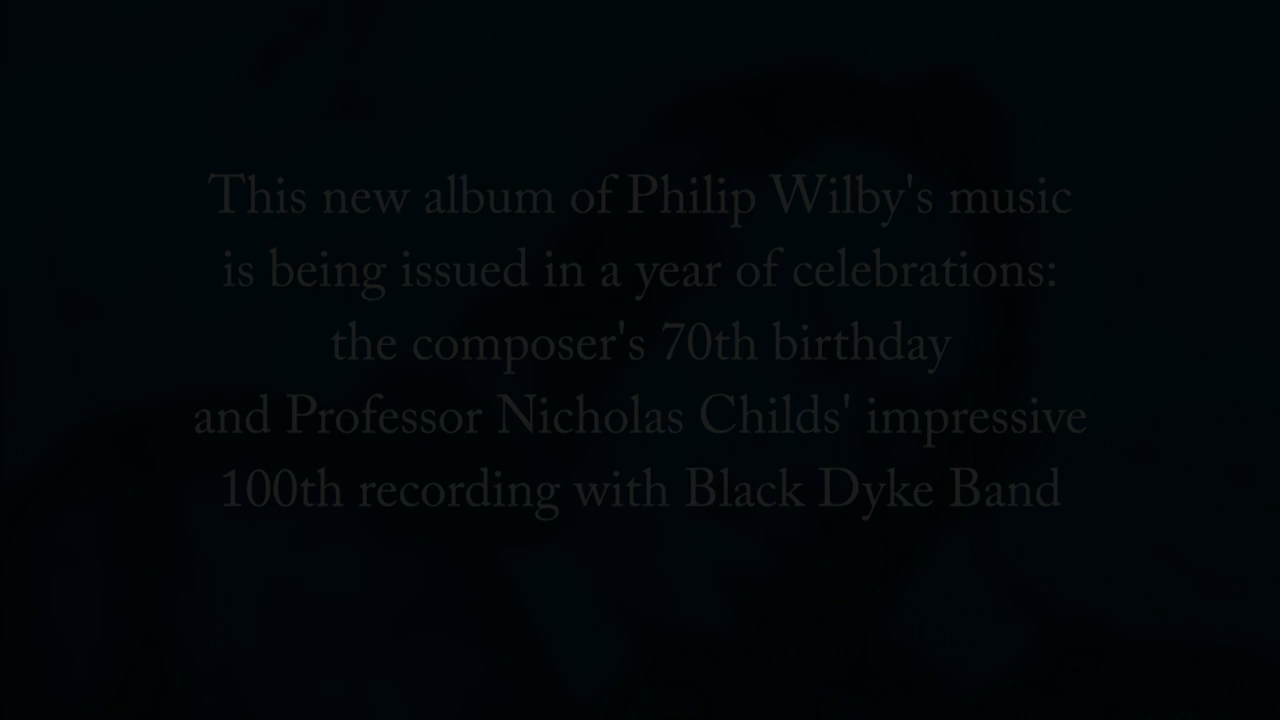 This new album of Philip Wilby's music
is being issued in a year of celebrations:
the composer's 70th birthday
and Professor Nicholas Childs' impressive
100th recording with Black Dyke Band